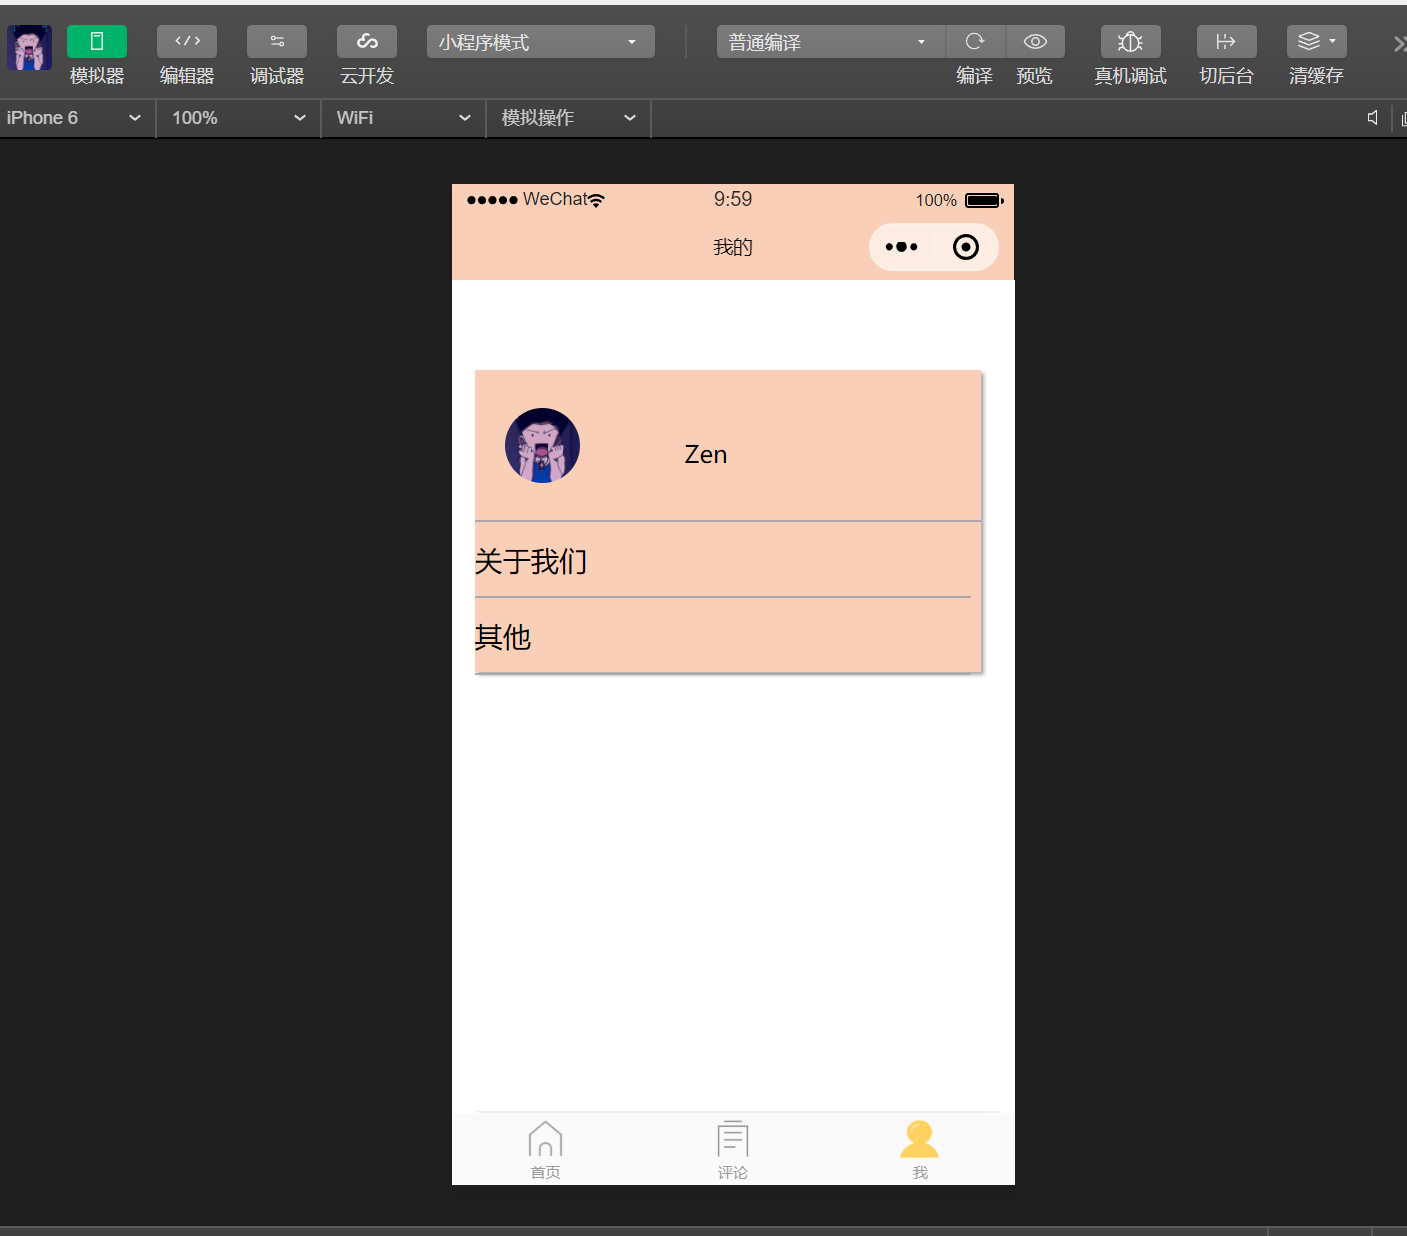 小程序模式
普通编译
模拟器
编辑器
调试器
云开发
编译
预览
真机调试
切后台
清缓存
iPhone 6
100%
WiFi
模拟操作
WeChat
9:59
100%
我的
Zen
关于我们
其他
首页
评论
我